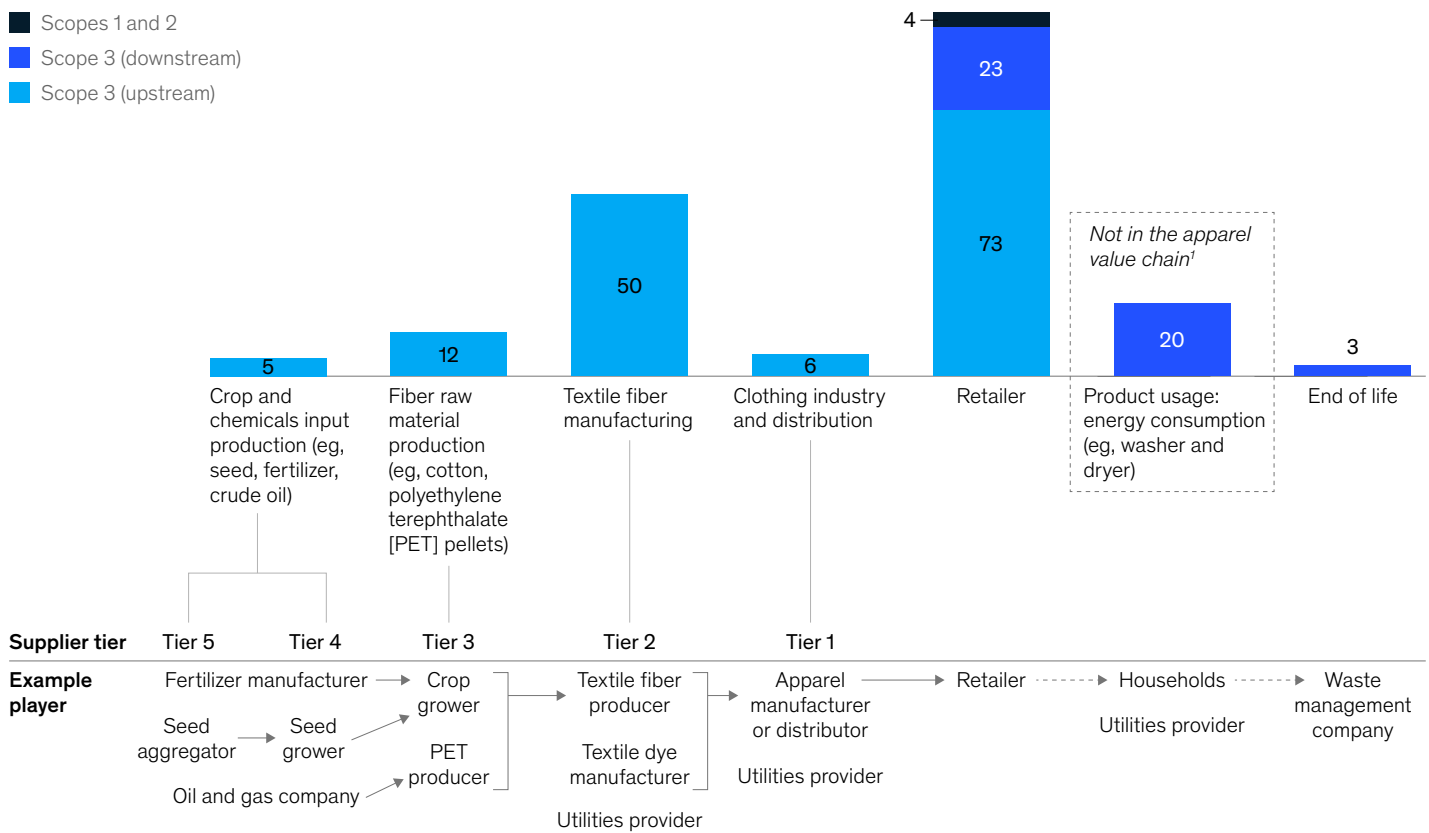 Scopes 1 and 2
Scope 3 (downstream)
Scope 3 (upstream)
4
23
73
50
12
5
6
Not in the apparel
value chain1
20
3
Crop and
chemicals input
production (eg,
seed, fertilizer,
crude oil)
Fiber raw
material
production
(eg, cotton,
polyethylene
terephthalate
[PET] pellets)
Textile fiber
manufacturing
Clothing industry
and distribution
Retailer
Product usage:
energy consumption
(eg, washer and
dryer)
End of life
Supplier tier
Tier 5
Tier 4
Tier 3
Tier 2
Tier 1
Example
player
Fertilizer manufacturer
Seed
aggregator
Seed
grower
Oil and gas company
Crop
grower
PET
producer
Textile fiber
producer
Textile dye
manufacturer
Utilities provider
Apparel
manufacturer
or distributor
Utilities provider
Retailer
Households
Utilities provider
Waste
management
company